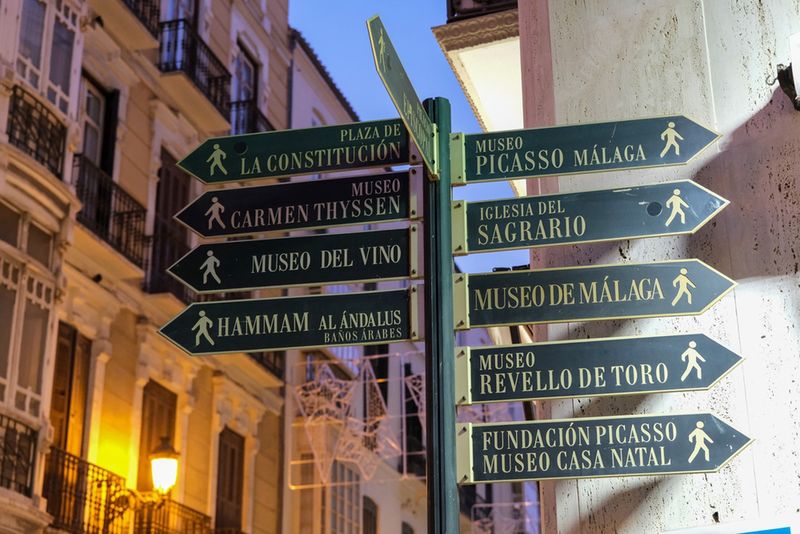 PLAZA DE
LA CONSTITUCIÓN
MUSEO
CARMEN THYSSEN
MUSEO DEL VINO
HAMMAM AL ÁNDALUS
BAÑOS ÁRABES
MUSEO
PICASSO MÁLAGA
IGLESIA DEL
SAGRARIO
MUSEO DE MÁLAGA
MUSEO
REVELLO DE TORO
FUNDACIÓN PICASSO
MUSEO CASA NATAL